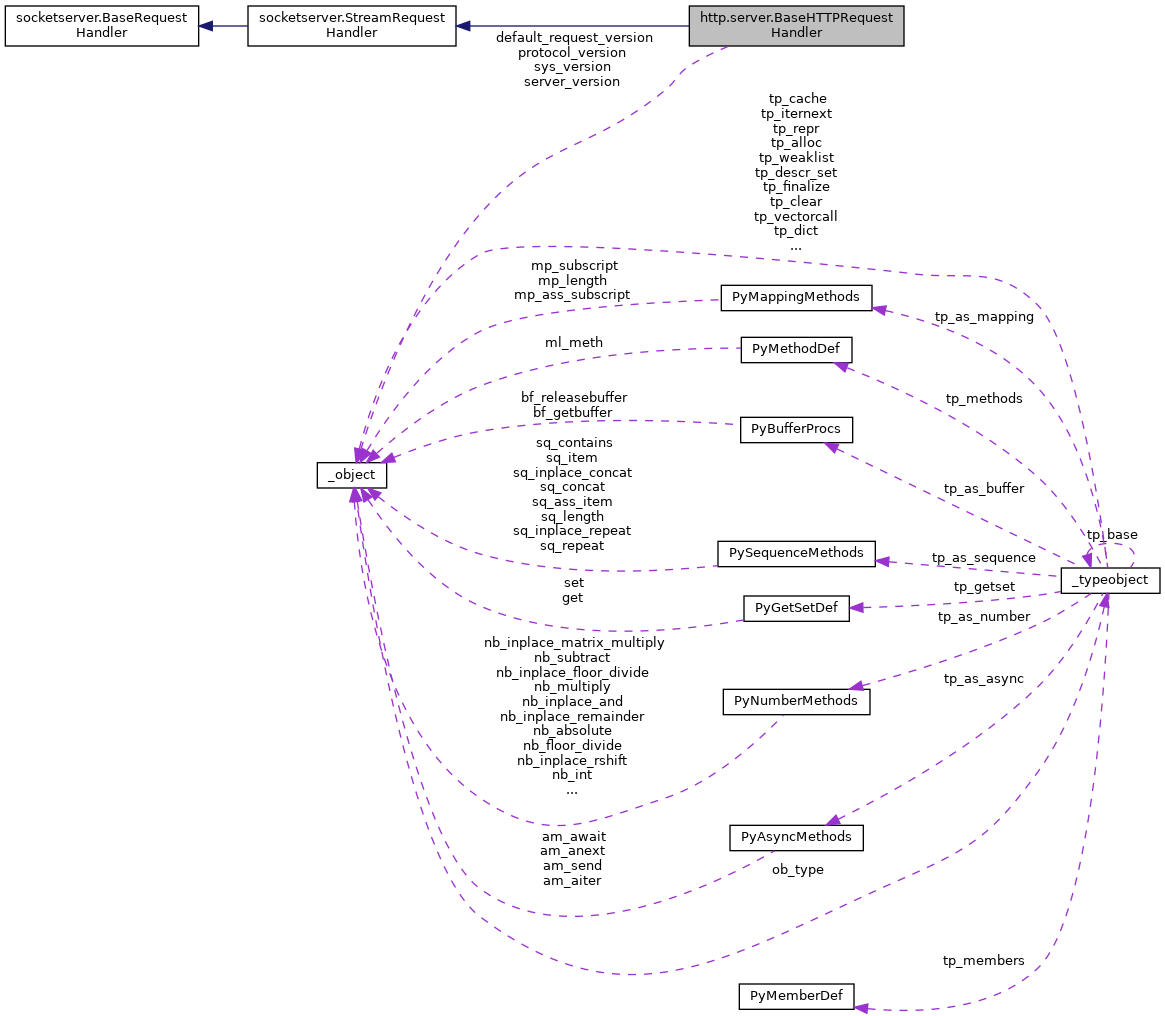 socketserver.BaseRequest
Handler
socketserver.StreamRequest
Handler
http.server.BaseHTTPRequest
Handler
default_request_version
protocol_version
sys_version
server_version
tp_cache
tp_iternext
tp_repr
tp_alloc
tp_weaklist
tp_descr_set
tp_finalize
tp_clear
tp_vectorcall
tp_dict
...
mp_subscript
mp_length
mp_ass_subscript
PyMappingMethods
tp_as_mapping
ml_meth
PyMethodDef
tp_methods
bf_releasebuffer
bf_getbuffer
PyBufferProcs
tp_as_buffer
_object
sq_contains
sq_item
sq_inplace_concat
sq_concat
sq_ass_item
sq_length
sq_inplace_repeat
sq_repeat
PySequenceMethods
tp_as_sequence
tp_base
_typeobject
set
get
PyGetSetDef
tp_getset
tp_as_number
nb_inplace_matrix_multiply
nb_subtract
nb_inplace_floor_divide
nb_multiply
nb_inplace_and
nb_inplace_remainder
nb_absolute
nb_floor_divide
nb_inplace_rshift
nb_int
...
PyNumberMethods
tp_as_async
am_await
am_anext
am_send
am_aiter
PyAsyncMethods
ob_type
tp_members
PyMemberDef